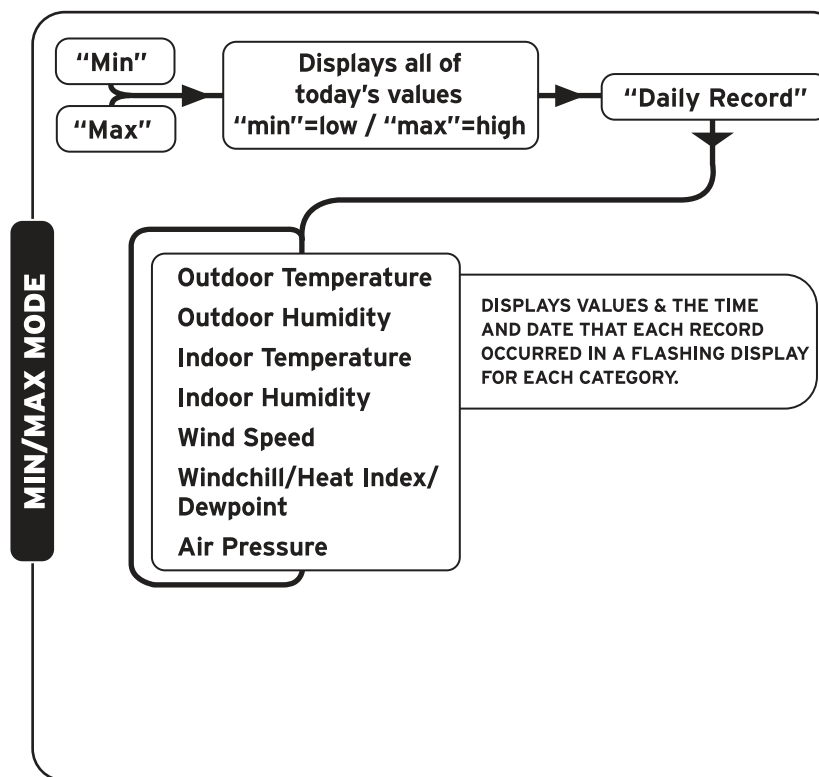 MIN/MAX MODE
“Min”
“Max”
Displays all of
today’s values
“min”=low / “max”=high
“Daily Record”
Outdoor Temperature
Outdoor Humidity
Indoor Temperature
Indoor Humidity
Wind Speed
Windchill/Heat Index/
Dewpoint
Air Pressure
DISPLAYS VALUES & THE TIME
AND DATE THAT EACH RECORD
OCCURRED IN A FLASHING DISPLAY
FOR EACH CATEGORY.